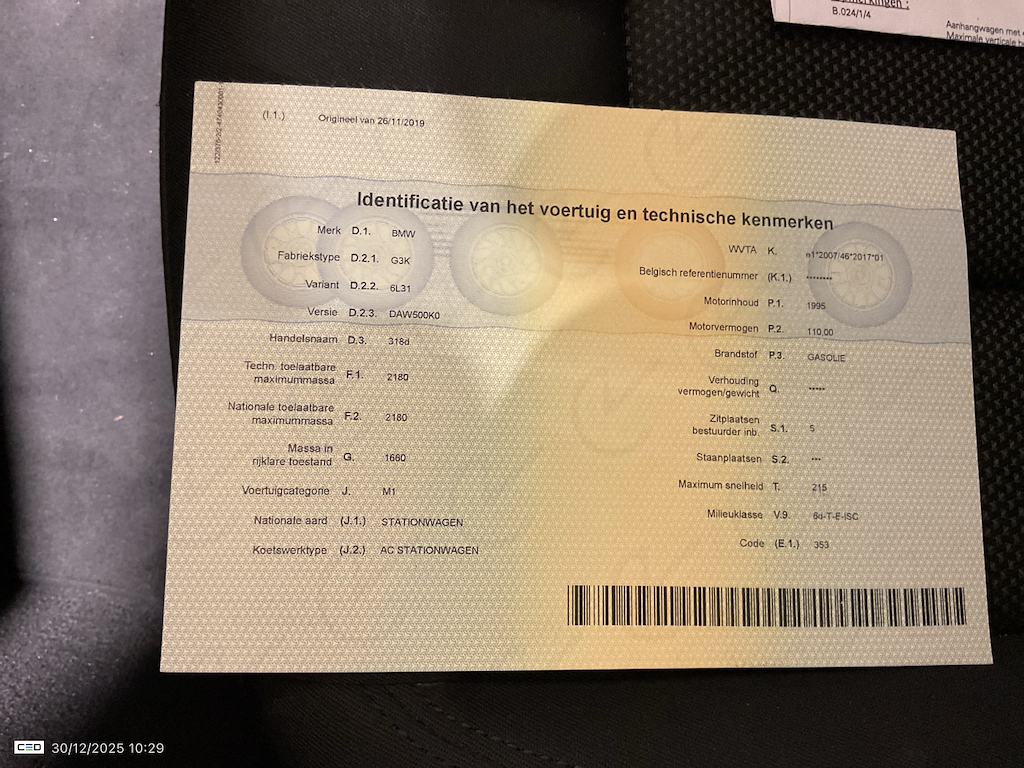 B.024/1/4
Aanhangwagen met
Maximale verticale
(I.1.) Origineel van 26/11/2019
Identificatie van het voertuig en technische kenmerken
Merk D.1. BMW
Fabriekstype D.2.1. G3K
Variant D.2.2. 6L31
Versie D.2.3. DAW500K0
Handelsnaam D.3. 318d
Techn. toelaatbare
maximummassa F.1. 2180
Nationale toelaatbare
maximummassa F.2. 2180
Massa in
rijklare toestand G. 1660
Voertuigcategorie J. M1
Nationale aard (J.1.) STATIONWAGEN
Koetswerktype (J.2.) AC STATIONWAGEN
WVTA K. e1*2007/46*2017*01
Belgisch referentienummer (K.1.) --------
Motorinhoud P.1. 1995
Motorvermogen P.2. 110.00
Brandstof P.3. GASOLIE
Verhouding
vermogen/gewicht Q. -----
Zitplaatsen
bestuurder inb. S.1. 5
Staanplaatsen S.2. ---
Maximum snelheid T. 215
Milieuklasse V.9. 6d-T-E-ISC
Code (E.1.) 353
CEO 30/12/2025 10:29